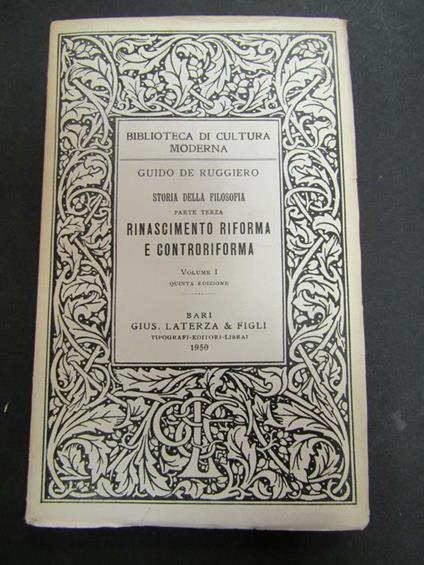 BIBLIOTECA DI CULTURA
MODERNA
GUIDO DE RUGGIERO
STORIA DELLA FILOSOFIA
PARTE TERZA
RINASCIMENTO RIFORMA
E CONTRORIFORMA
VOLUME I
QUINTA EDIZIONE
BARI
GIUS. LATERZA & FIGLI
TIPOGRAFI-EDITORI-LIBRAI
1950